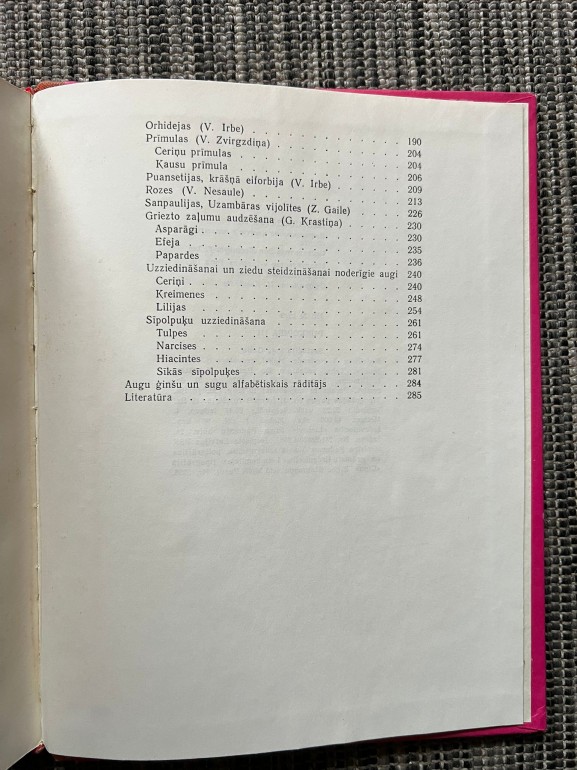 Orhidejas (V. Irbe) . . . . . . . . . . . . 190
Prīmulas (V. Zvirgzdiņa) . . . . . . . . . . 204
Ceriņu prīmulas . . . . . . . . . . . . 204
Kausu prīmula . . . . . . . . . . . . 206
Puansetijas, krāšņā eiforbija (V. Irbe) . . . . . . 209
Rozes (V. Nesaule) . . . . . . . . . . . . 213
Sanpaulijas, Uzambāras vijolītes (Z. Gaile) . . . . . 226
Griezto zaļumu audzēšana (G. Krastiņa) . . . . . . 230
Asparāgi . . . . . . . . . . . . . . 230
Efeja . . . . . . . . . . . . . . . 235
Papardes . . . . . . . . . . . . . . 236
Uzziedināšanai un ziedu steidzināšanai noderīgie augi 240
Ceriņi . . . . . . . . . . . . . . . 240
Kreimenes . . . . . . . . . . . . . . 248
Lilijas . . . . . . . . . . . . . . . 254
Sīpolpuķu uzziedināšana . . . . . . . . . . 261
Tulpes . . . . . . . . . . . . . . . 261
Narcises . . . . . . . . . . . . . . 274
Hiacintes . . . . . . . . . . . . . . 277
Sīkās sīpolpuķes . . . . . . . . . . . . 281
Augu ģinšu un sugu alfabētiskais rādītājs . . . . . . 284
Literatūra . . . . . . . . . . . . . . . 285